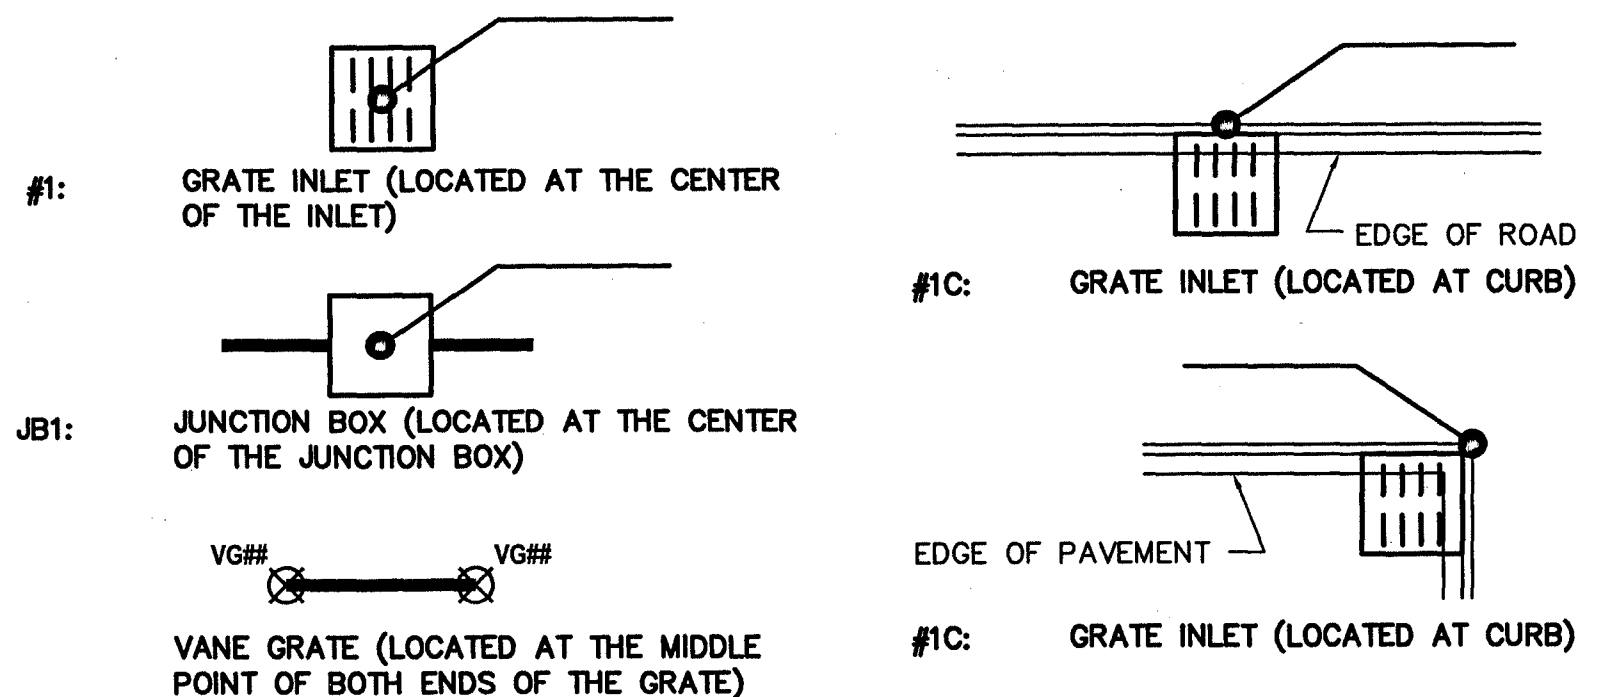 #1: GRATE INLET (LOCATED AT THE CENTER
OF THE INLET)
JB1: JUNCTION BOX (LOCATED AT THE CENTER
OF THE JUNCTION BOX)
VG## VG##
VANE GRATE (LOCATED AT THE MIDDLE
POINT OF BOTH ENDS OF THE GRATE)
EDGE OF ROAD
#1C: GRATE INLET (LOCATED AT CURB)
EDGE OF PAVEMENT
#1C: GRATE INLET (LOCATED AT CURB)